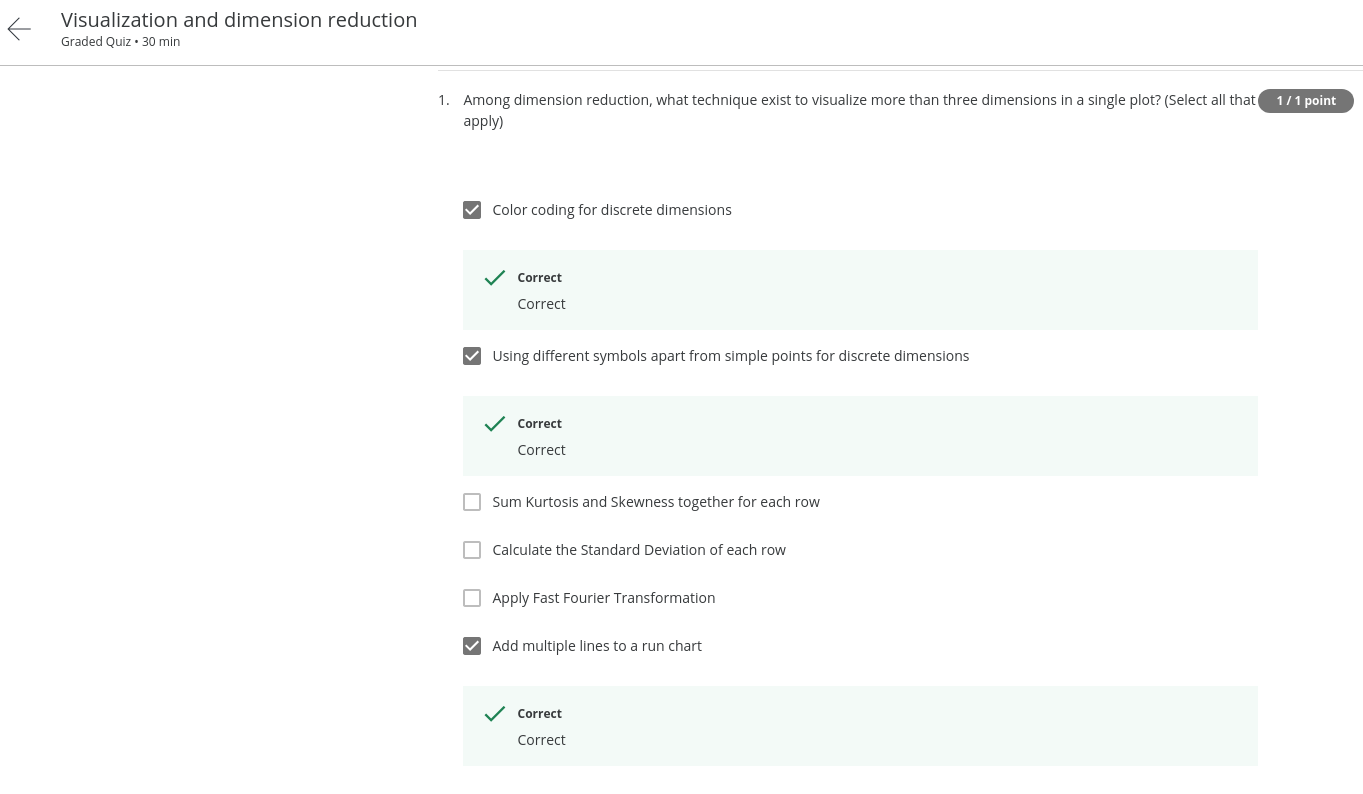 Visualization and dimension reduction
Graded Quiz • 30 min
1. Among dimension reduction, what technique exist to visualize more than three dimensions in a single plot? (Select all that
apply)
1 / 1 point
Color coding for discrete dimensions
Correct
Correct
Using different symbols apart from simple points for discrete dimensions
Correct
Correct
Sum Kurtosis and Skewness together for each row
Calculate the Standard Deviation of each row
Apply Fast Fourier Transformation
Add multiple lines to a run chart
Correct
Correct